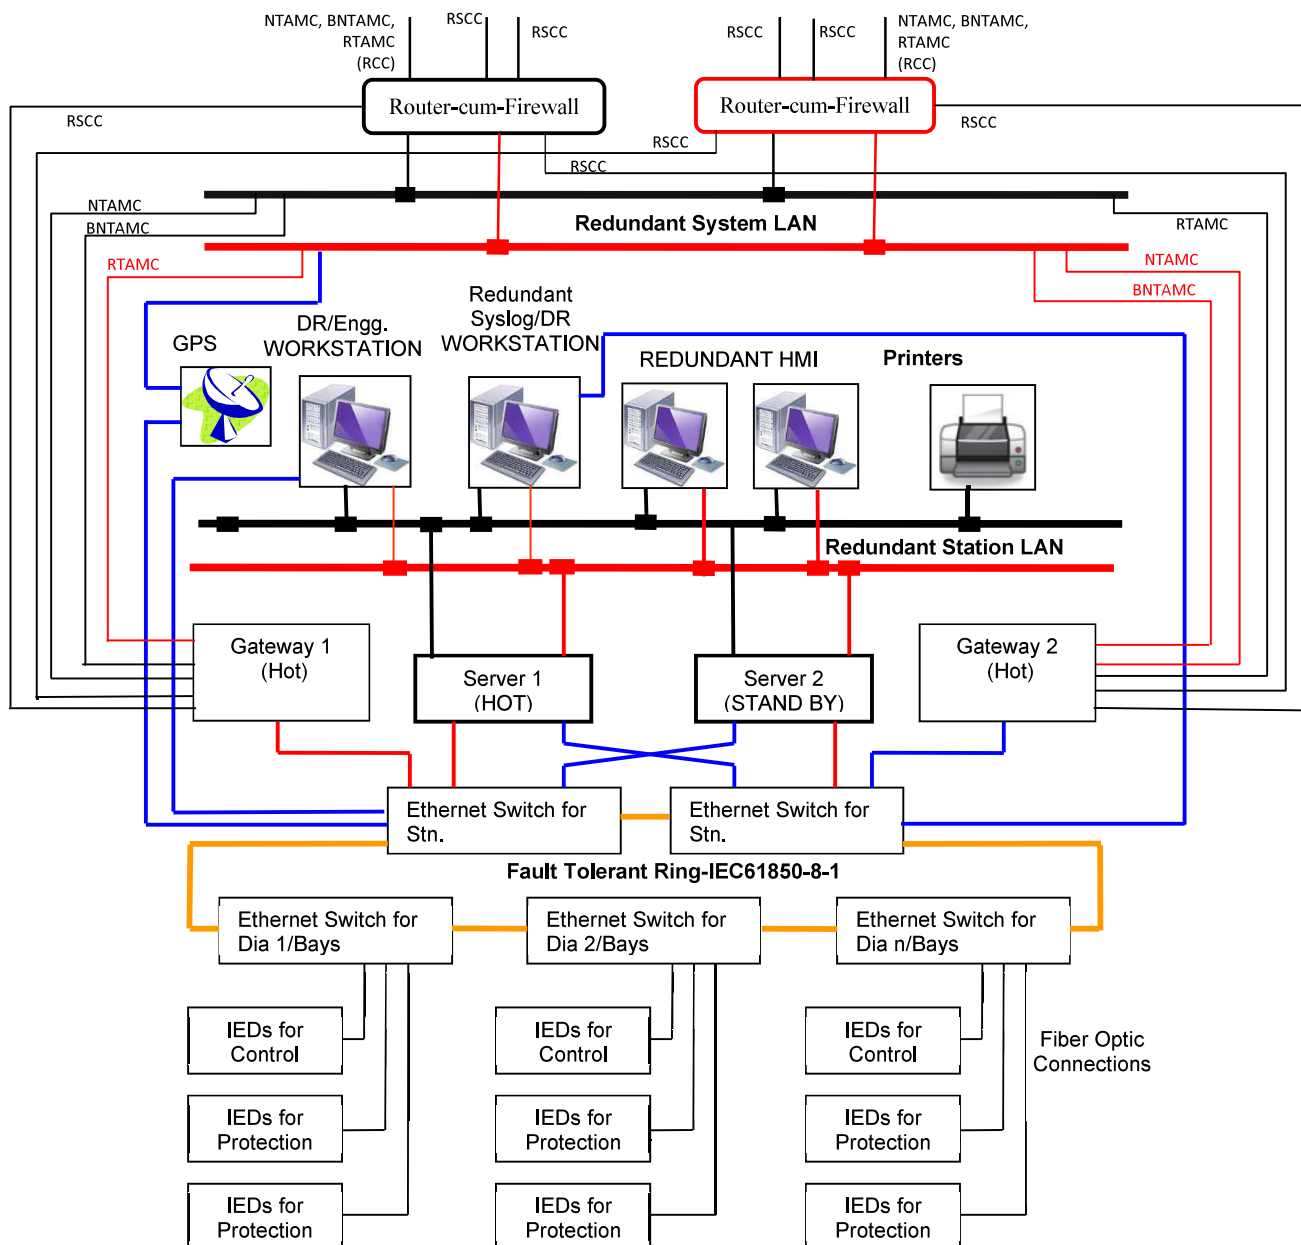 NTAMC, BNTAMC,
RTAMC
(RCC)
RSCC
RSCC
RSCC
RSCC
NTAMC, BNTAMC,
RTAMC
(RCC)
Router-cum-Firewall
Router-cum-Firewall
RSCC
RSCC
RSCC
RSCC
NTAMC
BNTAMC
RTAMC
Redundant System LAN
RTAMC
NTAMC
BNTAMC
GPS
DR/Engg.
WORKSTATION
Redundant
Syslog/DR
WORKSTATION
REDUNDANT HMI
Printers
Redundant Station LAN
Gateway 1
(Hot)
Server 1
(HOT)
Server 2
(STAND BY)
Gateway 2
(Hot)
Ethernet Switch for
Stn.
Ethernet Switch for
Stn.
Fault Tolerant Ring-IEC61850-8-1
Ethernet Switch for
Dia 1/Bays
Ethernet Switch for
Dia 2/Bays
Ethernet Switch for
Dia n/Bays
IEDs for
Control
IEDs for
Control
IEDs for
Control
Fiber Optic
Connections
IEDs for
Protection
IEDs for
Protection
IEDs for
Protection
IEDs for
Protection
IEDs for
Protection
IEDs for
Protection